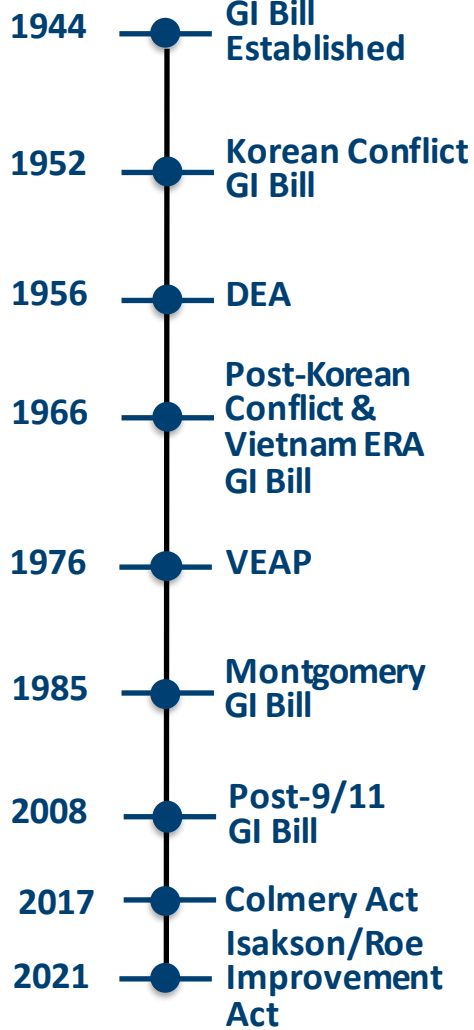 1944
GI Bill
Established
1952
Korean Conflict
GI Bill
1956
DEA
1966
Post-Korean
Conflict &
Vietnam ERA
GI Bill
1976
VEAP
1985
Montgomery
GI Bill
2008
Post-9/11
GI Bill
2017
Colmery Act
2021
Isakson/Roe
Improvement
Act